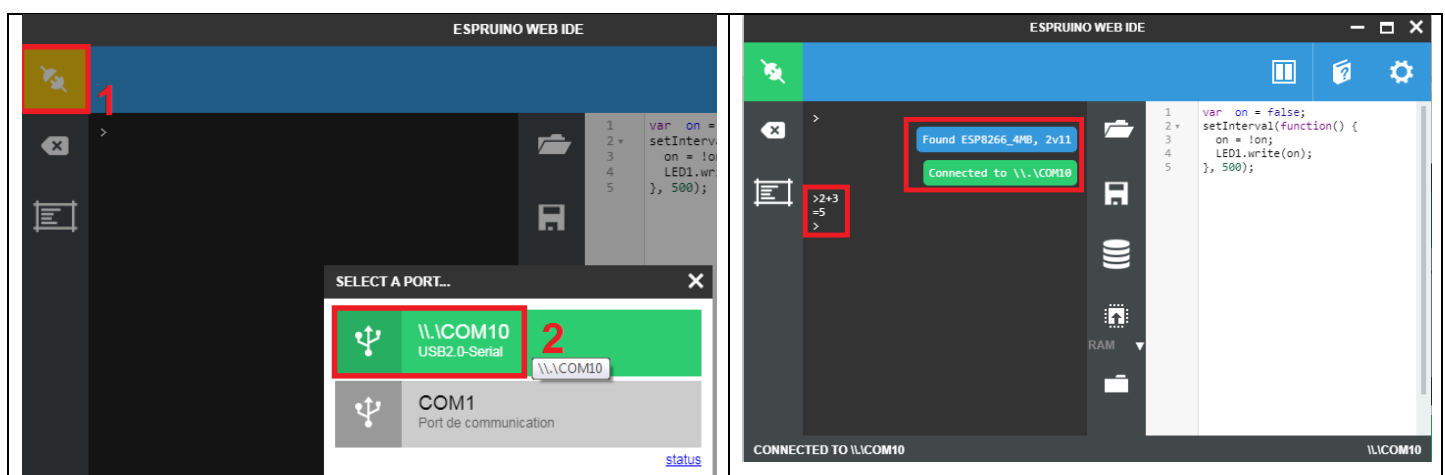 ESPRUINO WEB IDE
1
>
1 var on =
2 setInterv
3 on = !o
4 LED1.wr
5 }, 500);
SELECT A PORT...
\\.\COM10
USB2.0-Serial
2
\\.\COM10
COM1
Port de communication
status
ESPRUINO WEB IDE
>
Found ESP8266_4MB, 2v11
Connected to \\.\COM10
>2+3
=5
>
RAM
1 var on = false;
2 setInterval(function() {
3 on = !on;
4 LED1.write(on);
5 }, 500);
CONNECTED TO \\.\COM10
\\.\COM10